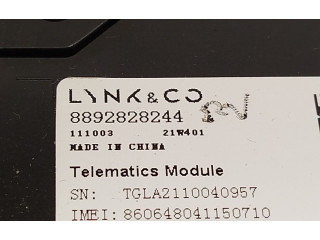 LYNK&CO
8892828244
111003 21W401
MADE IN CHINA
Telematics Module
SN: TGLA2110040957
IMEI: 860648041150710